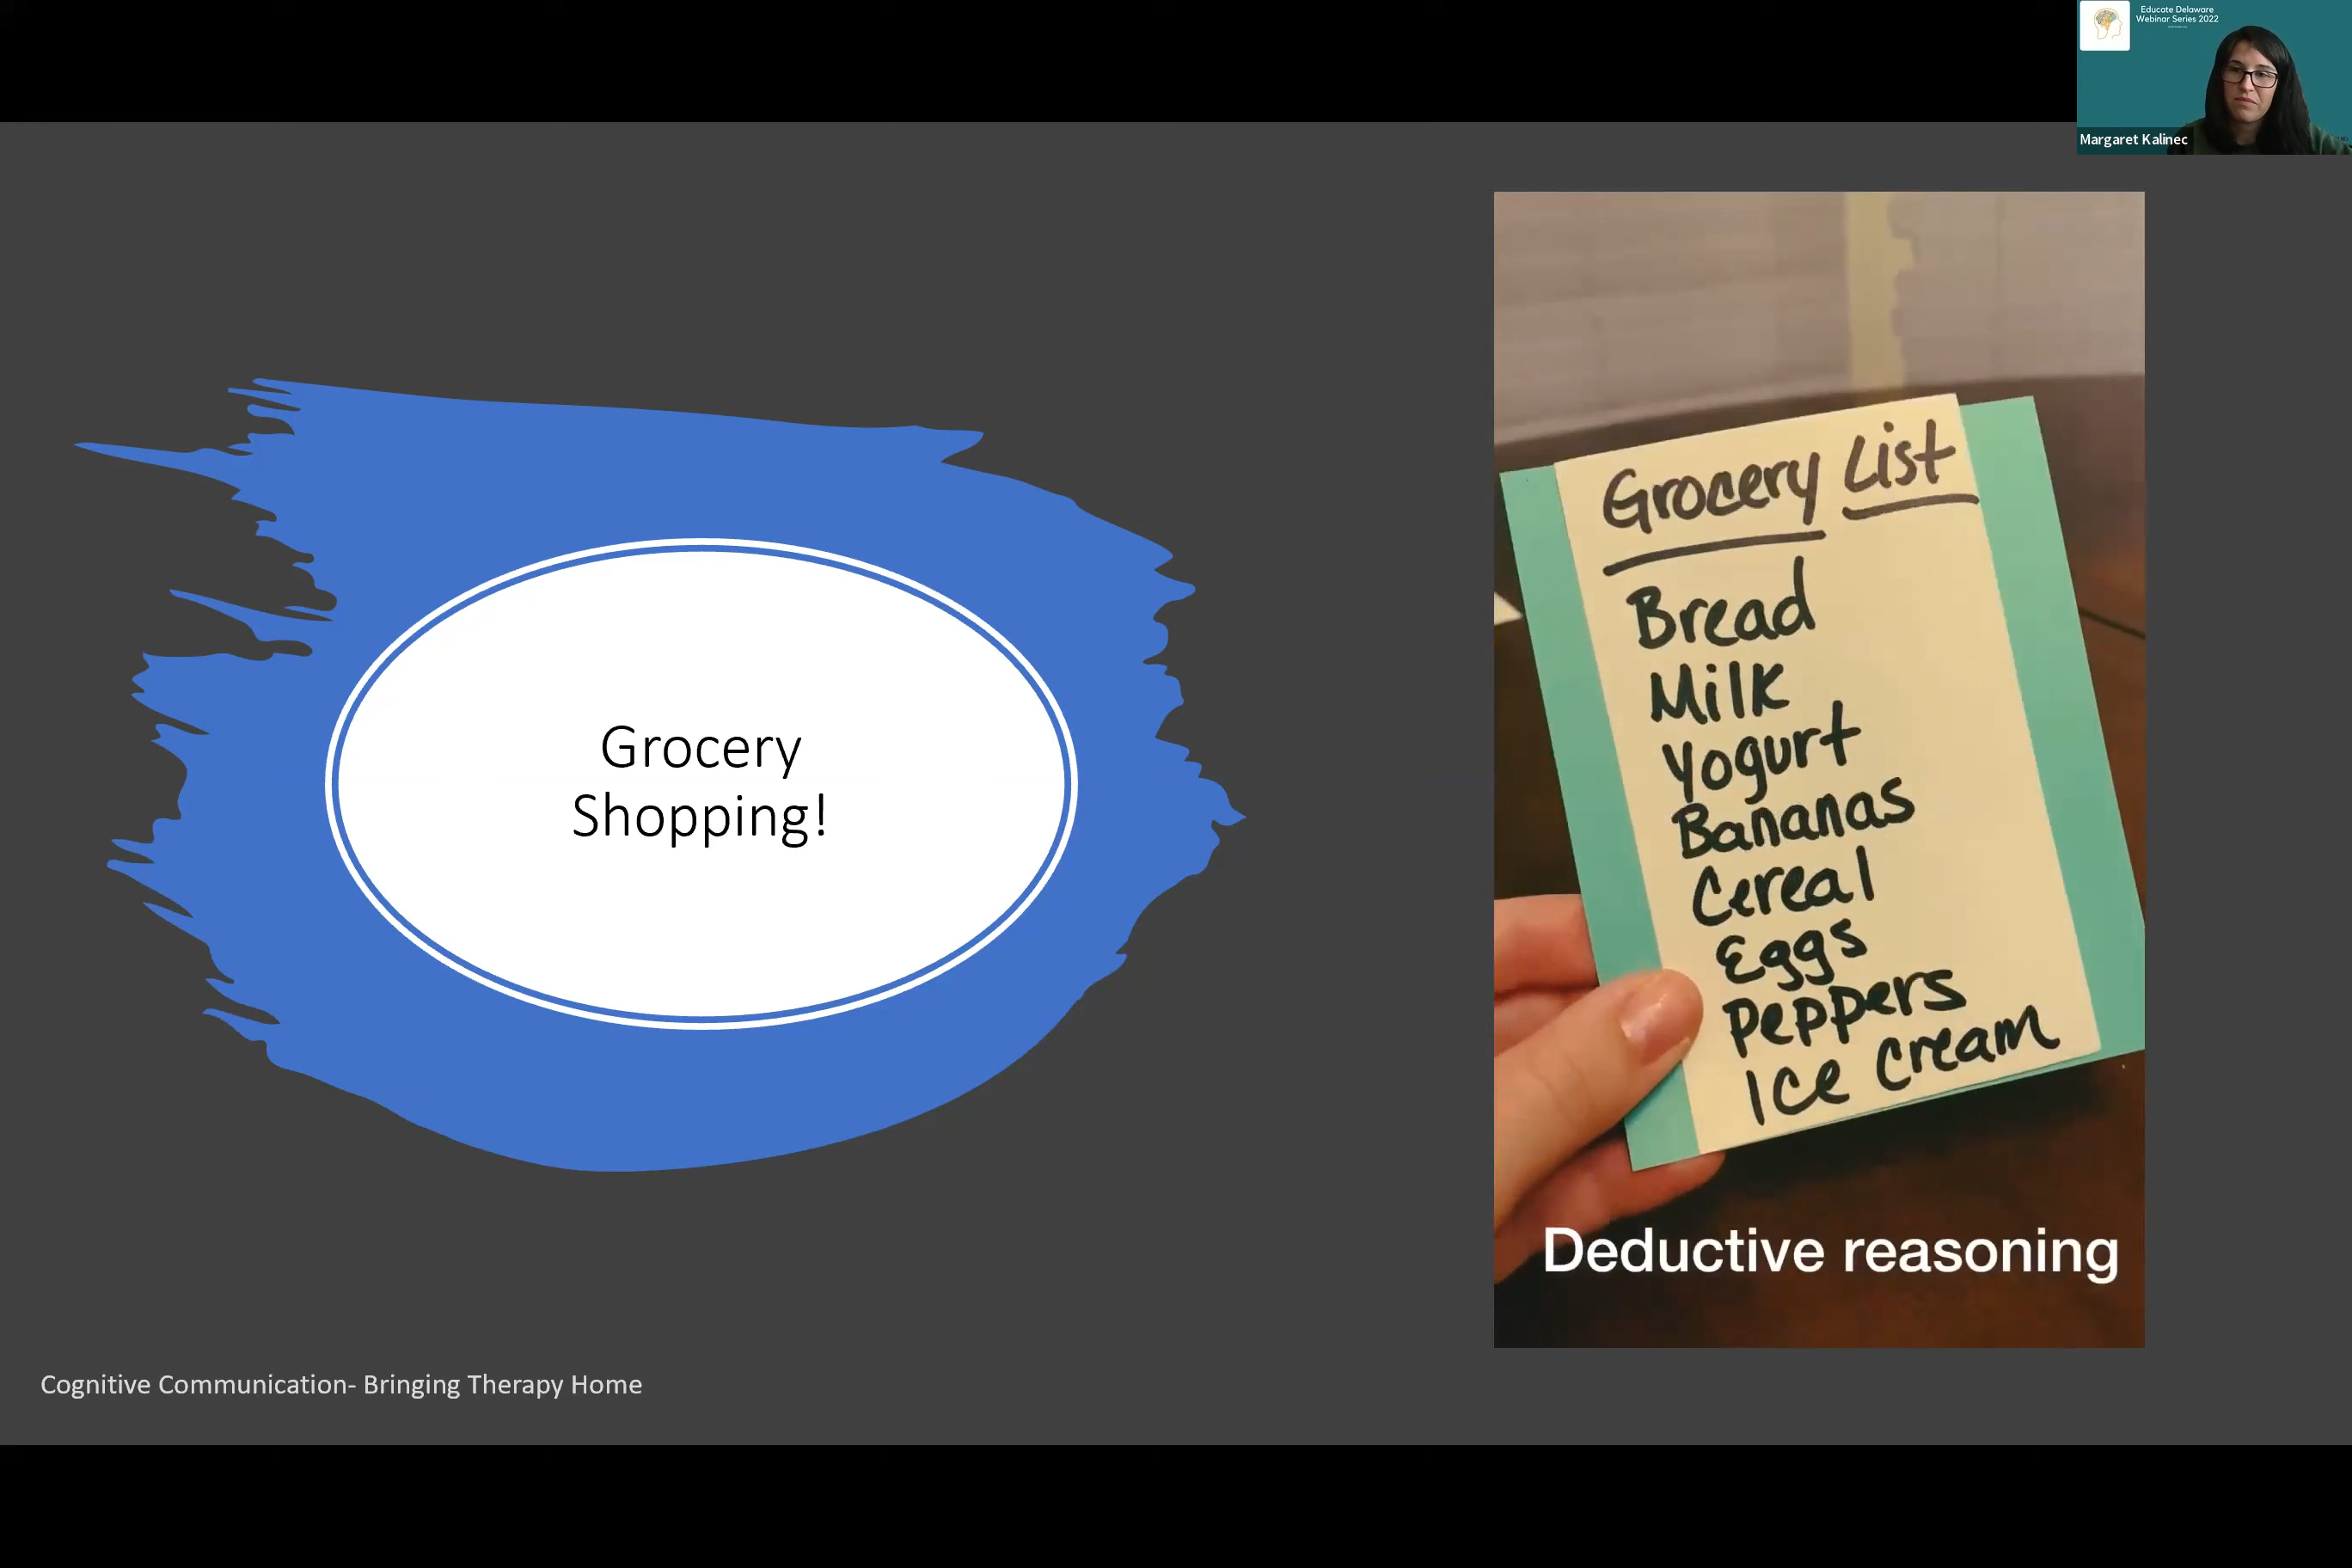 Educate Delaware
Webinar Series 2022
Margaret Kalinec
Grocery
Shopping!
Grocery List
Bread
Milk
Yogurt
Bananas
Cereal
Eggs
Peppers
Ice Cream
Deductive reasoning
Cognitive Communication- Bringing Therapy Home